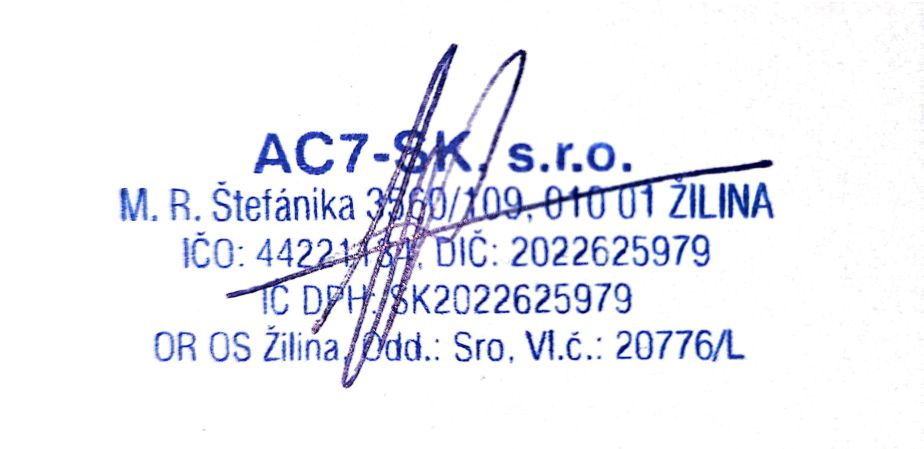 AC7-SK, s.r.o.
M. R. Štefánika 3560/109, 010 01 ŽILINA
IČO: 44221134, DIČ: 2022625979
IČ DPH: SK2022625979
OR OS Žilina, Odd.: Sro, Vl.č.: 20776/L